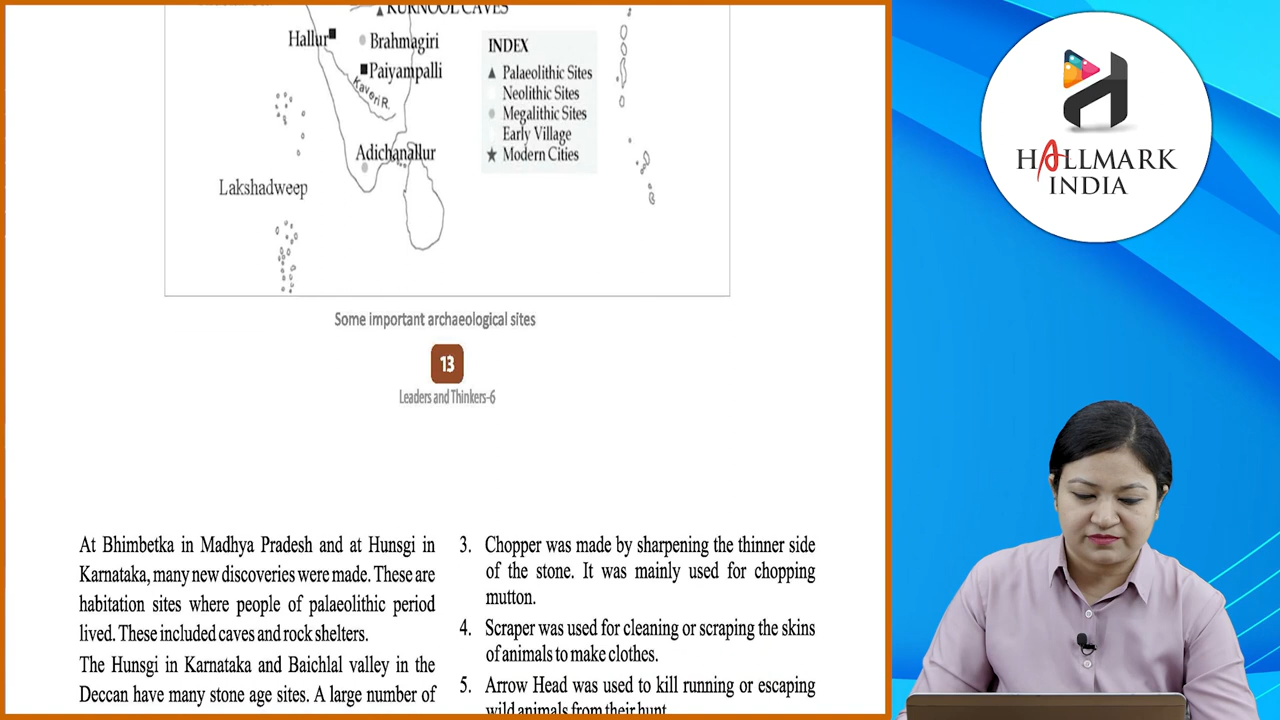 KURNOOL CAVES
Hallur
Brahmagiri
Paiyampalli
Kaveri R.
Adichanallur
Lakshadweep
INDEX
Palaeolithic Sites
Neolithic Sites
Megalithic Sites
Early Village
Modern Cities
Some important archaeological sites
13
Leaders and Thinkers-6
At Bhimbetka in Madhya Pradesh and at Hunsgi in
Karnataka, many new discoveries were made. These are
habitation sites where people of palaeolithic period
lived. These included caves and rock shelters.
The Hunsgi in Karnataka and Baichlal valley in the
Deccan have many stone age sites. A large number of
3. Chopper was made by sharpening the thinner side
of the stone. It was mainly used for chopping
mutton.
4. Scraper was used for cleaning or scraping the skins
of animals to make clothes.
5. Arrow Head was used to kill running or escaping
wild animals from their hunt.
HALLMARK
INDIA